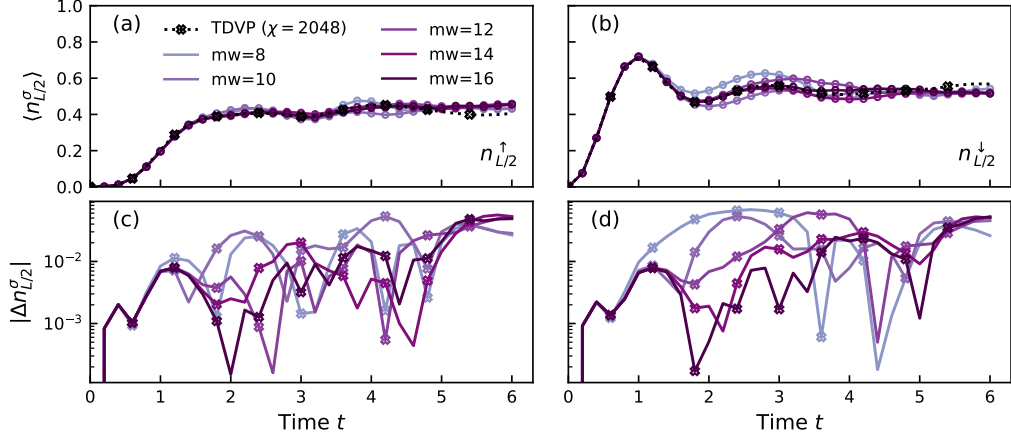 (a)
TDVP (χ = 2048)
mw=8
mw=10
mw=12
mw=14
mw=16
1.0
0.8
0.6
0.4
0.2
0.0
⟨n^σ_{L/2}⟩
n^↑_{L/2}
(b)
n^↓_{L/2}
(c)
10^{−2}
10^{−3}
|Δn^σ_{L/2}|
0 1 2 3 4 5 6
Time t
(d)
0 1 2 3 4 5 6
Time t